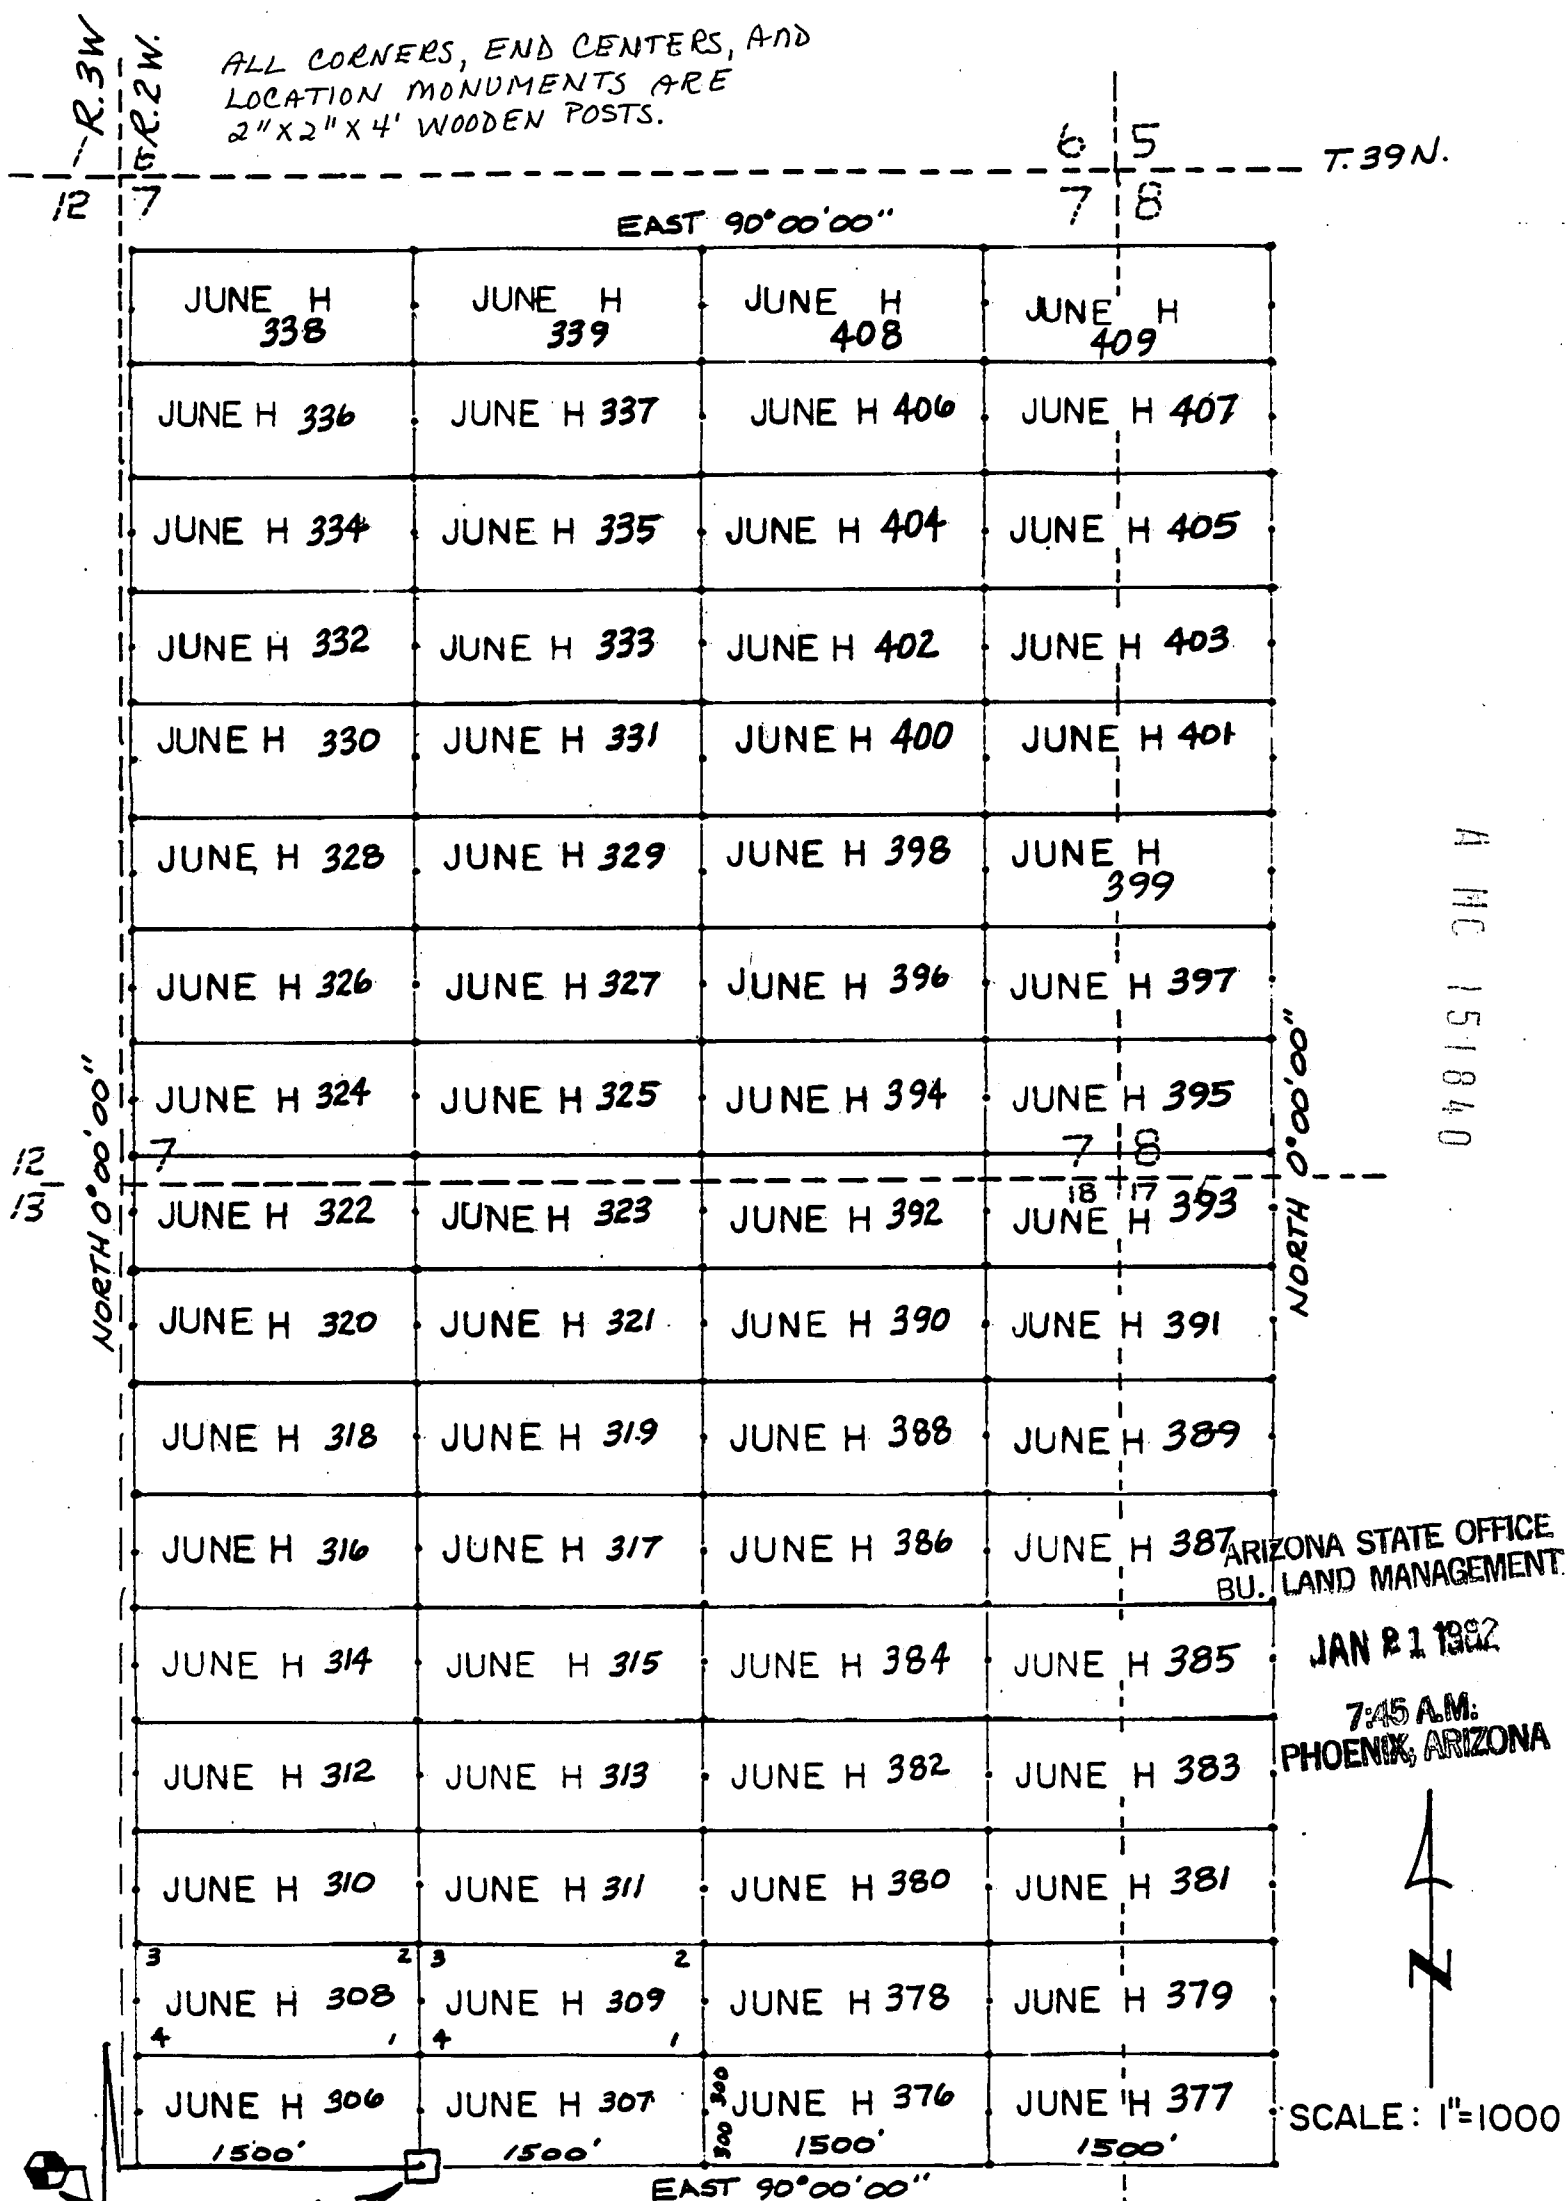 R.3W
R.2W.
ALL CORNERS, END CENTERS, AND
LOCATION MONUMENTS ARE
2"X2"X4' WOODEN POSTS.
6 5
T.39N.
12 7
7 8
EAST 90°00'00"
JUNE H 338
JUNE H 339
JUNE H 408
JUNE H 409
JUNE H 336
JUNE H 337
JUNE H 406
JUNE H 407
JUNE H 334
JUNE H 335
JUNE H 404
JUNE H 405
JUNE H 332
JUNE H 333
JUNE H 402
JUNE H 403
JUNE H 330
JUNE H 331
JUNE H 400
JUNE H 401
JUNE H 328
JUNE H 329
JUNE H 398
JUNE H 399
A MC 151840
JUNE H 326
JUNE H 327
JUNE H 396
JUNE H 397
JUNE H 324
JUNE H 325
JUNE H 394
JUNE H 395
NORTH 0°00'00"
NORTH 0°00'00"
12 7
7 8
13
18 17
JUNE H 322
JUNE H 323
JUNE H 392
JUNE H 393
JUNE H 320
JUNE H 321
JUNE H 390
JUNE H 391
JUNE H 318
JUNE H 319
JUNE H 388
JUNE H 389
JUNE H 316
JUNE H 317
JUNE H 386
JUNE H 387
ARIZONA STATE OFFICE
BU. LAND MANAGEMENT
JAN 21 1982
7:45 A.M.
PHOENIX, ARIZONA
JUNE H 314
JUNE H 315
JUNE H 384
JUNE H 385
JUNE H 312
JUNE H 313
JUNE H 382
JUNE H 383
JUNE H 310
JUNE H 311
JUNE H 380
JUNE H 381
N
3 2 3 2
JUNE H 308
JUNE H 309
JUNE H 378
JUNE H 379
4 1 4 1
JUNE H 306
JUNE H 307
300 300
JUNE H 376
JUNE H 377
SCALE: 1"=1000
1500' 1500' 1500' 1500'
EAST 90°00'00"